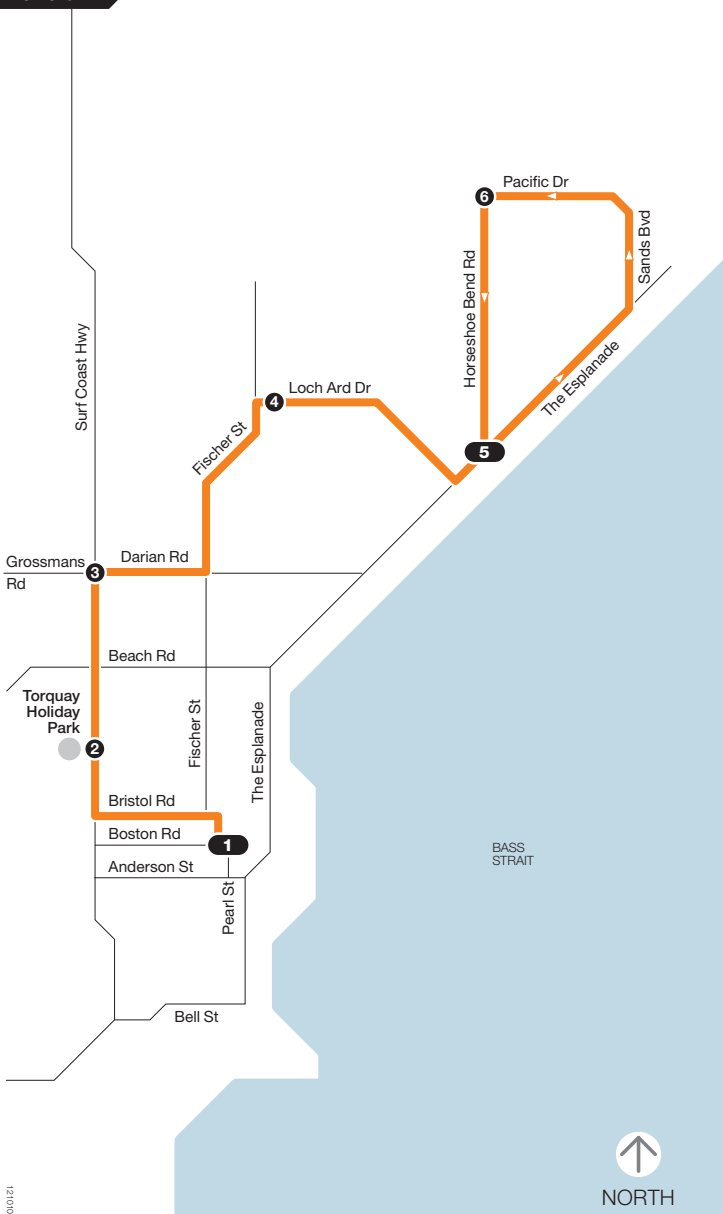 Pacific Dr
6
Sands Bvd
Horseshoe Bend Rd
Surf Coast Hwy
The Esplanade
Loch Ard Dr
4
Fischer St
5
Grossmans
Rd
3
Darian Rd
Beach Rd
Torquay
Holiday
Park
2
Fischer St
The Esplanade
Bristol Rd
Boston Rd
1
BASS
STRAIT
Anderson St
Pearl St
Bell St
NORTH
121010